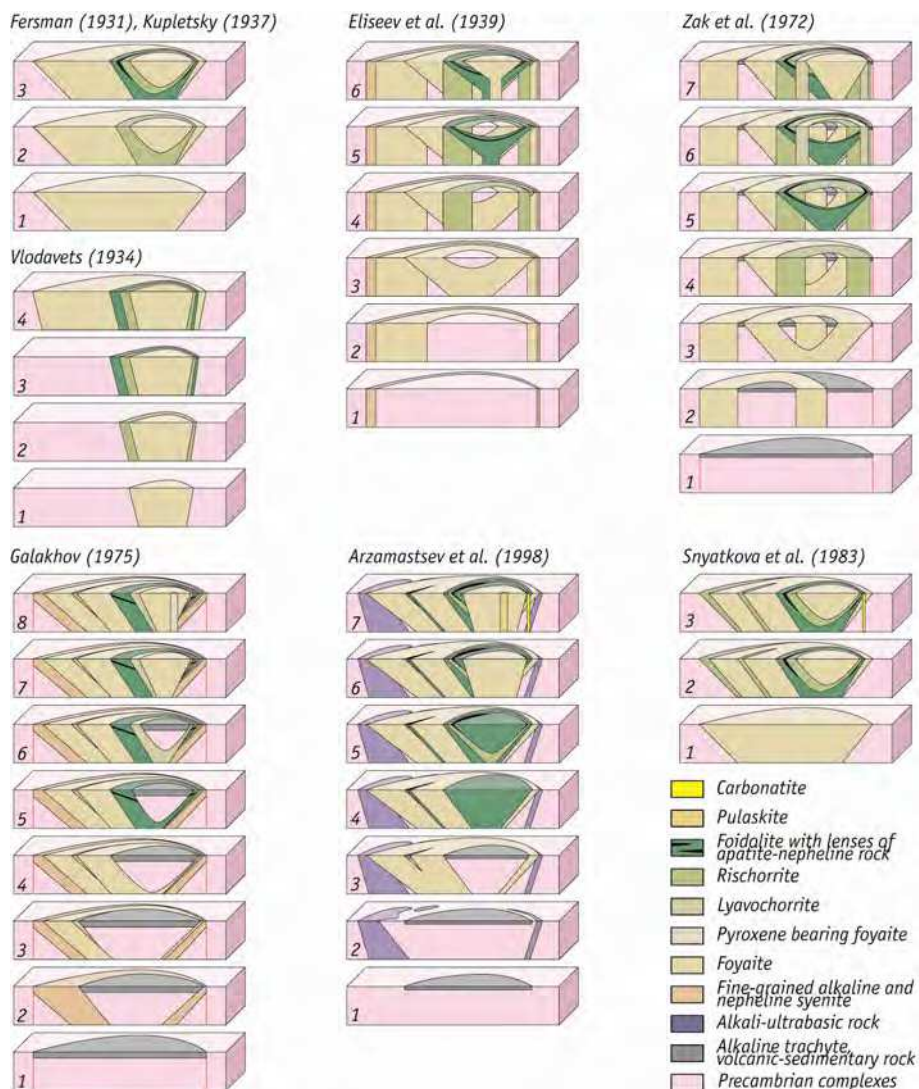 Fersman (1931), Kupletsky (1937)
3
2
1
Vlodavets (1934)
4
3
2
1
Eliseev et al. (1939)
6
5
4
3
2
1
Zak et al. (1972)
7
6
5
4
3
2
1
Galakhov (1975)
8
7
6
5
4
3
2
1
Arzamastsev et al. (1998)
7
6
5
4
3
2
1
Snyatkova et al. (1983)
3
2
1
Carbonatite
Pulaskite
Foidolite with lenses of
apatite-nepheline rock
Rischorrite
Lyavochorrite
Pyroxene bearing foyaite
Foyaite
Fine-grained alkaline and
nepheline syenite
Alkali-ultrabasic rock
Alkaline trachyte,
volcanic-sedimentary rock
Precambrian complexes